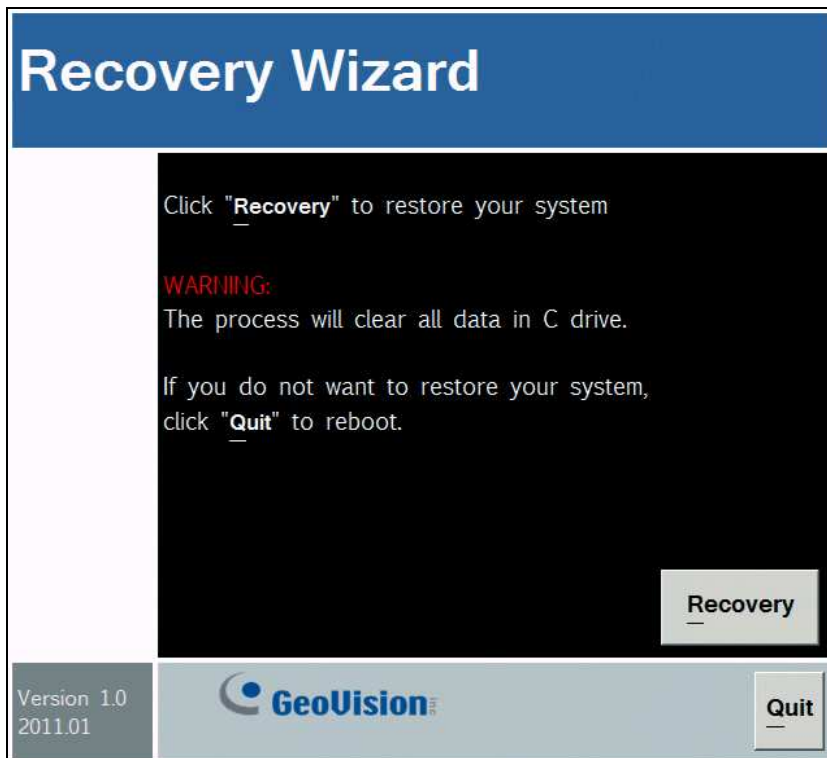 Recovery Wizard
Click "Recovery" to restore your system
WARNING:
The process will clear all data in C drive.
If you do not want to restore your system,
click "Quit" to reboot.
Recovery
Version 1.0
2011.01
GeoVision
Quit